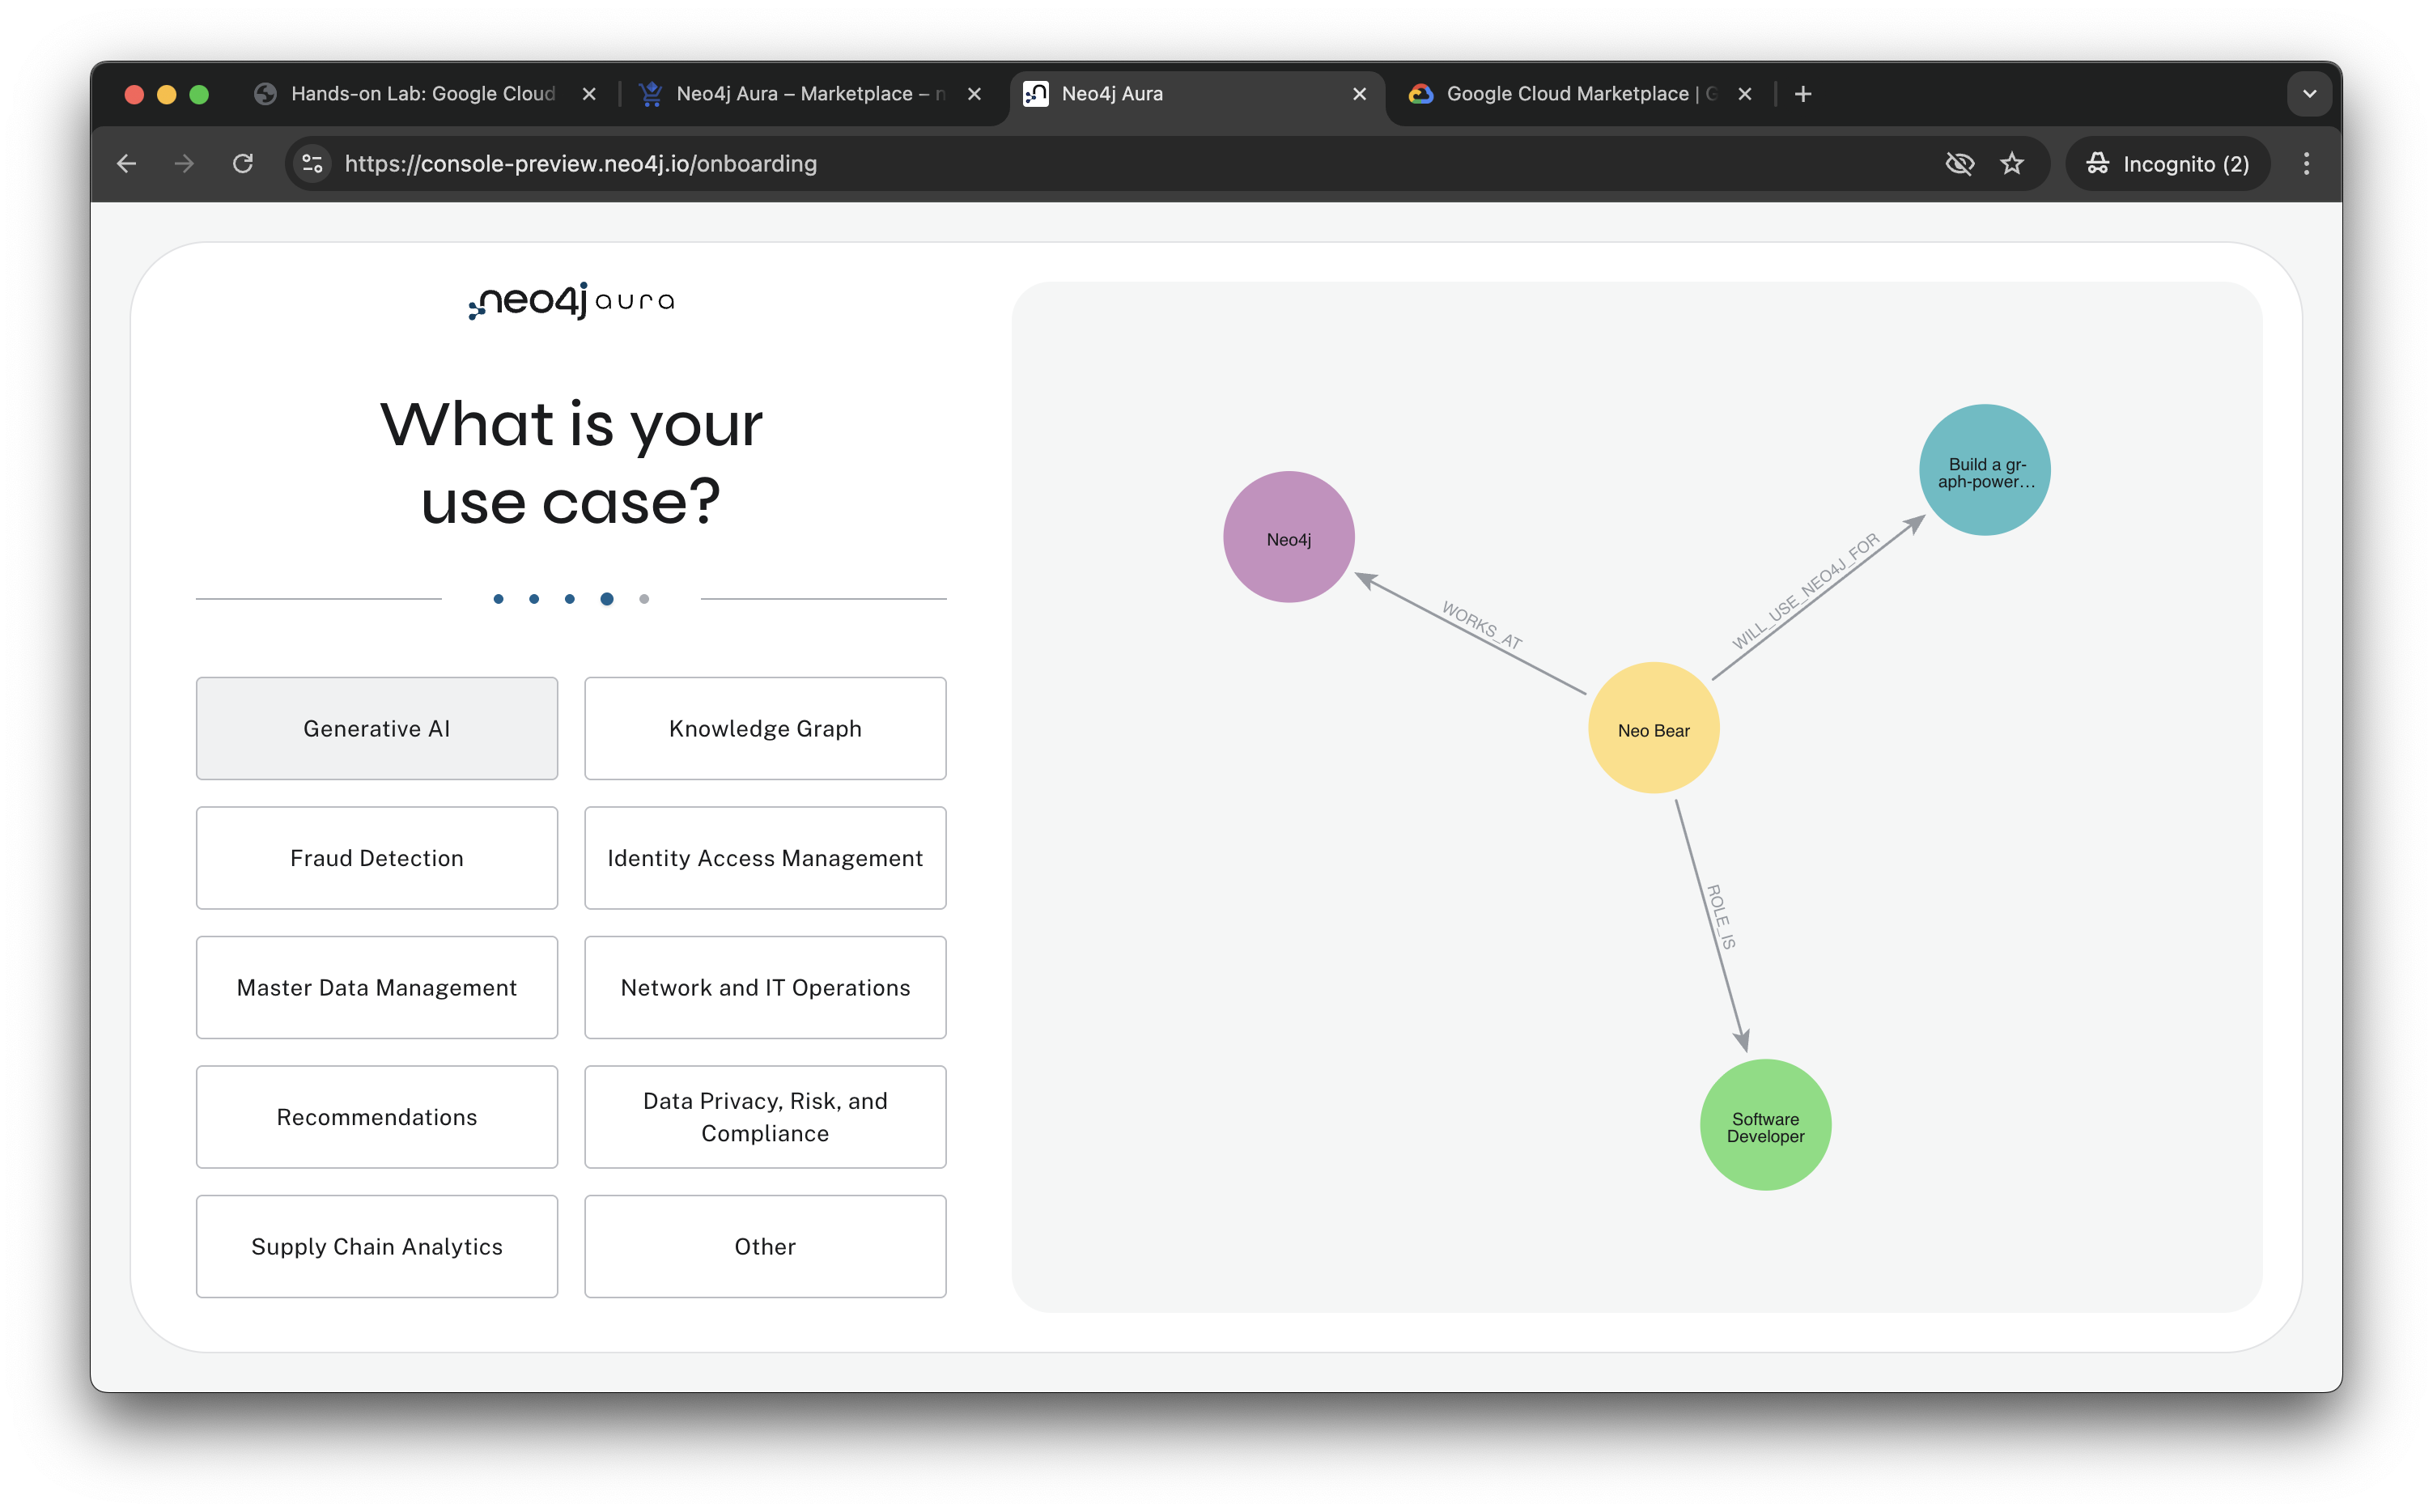 Hands-on Lab: Google Cloud
Neo4j Aura – Marketplace –
Neo4j Aura
Google Cloud Marketplace |
https://console-preview.neo4j.io/onboarding
Incognito (2)
neo4j aura
What is your
use case?
Generative AI
Knowledge Graph
Fraud Detection
Identity Access Management
Master Data Management
Network and IT Operations
Recommendations
Data Privacy, Risk, and
Compliance
Supply Chain Analytics
Other
Build a gr-
aph-power...
Neo4j
WILL_USE_NEO4J_FOR
WORKS_AT
Neo Bear
ROLE_IS
Software
Developer